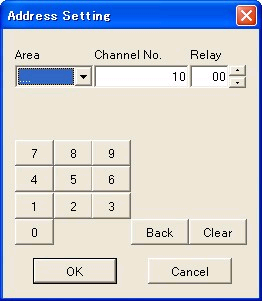 Address Setting
Area Channel No. Relay
.... 10 00
7 8 9
4 5 6
1 2 3
0 Back Clear
OK Cancel